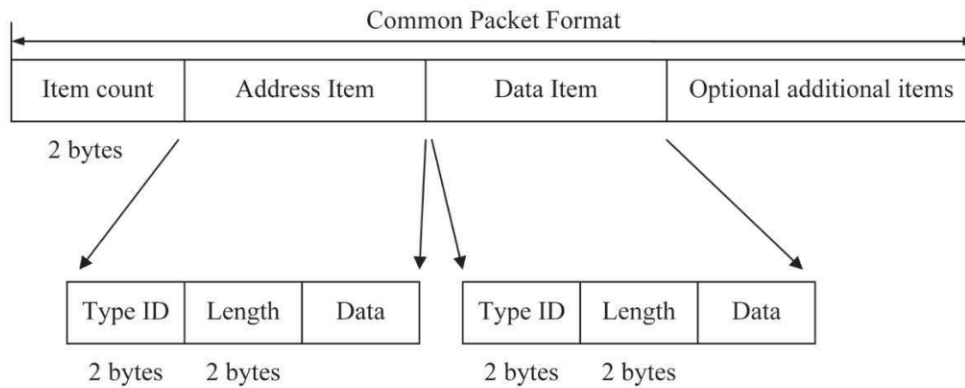 Common Packet Format
Item count Address Item Data Item Optional additional items
2 bytes
Type ID Length Data Type ID Length Data
2 bytes 2 bytes 2 bytes 2 bytes